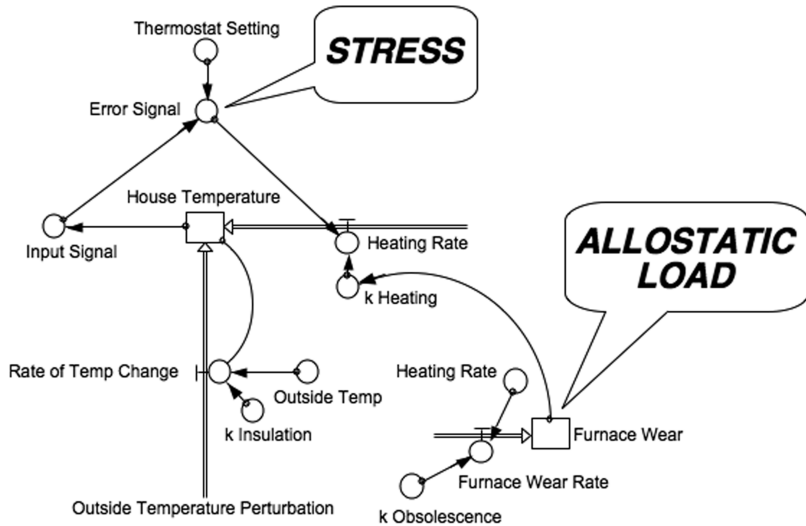 Thermostat Setting
STRESS
Error Signal
House Temperature
Input Signal
Heating Rate
ALLOSTATIC
LOAD
k Heating
Rate of Temp Change
Outside Temp
Heating Rate
k Insulation
Furnace Wear
Furnace Wear Rate
Outside Temperature Perturbation
k Obsolescence